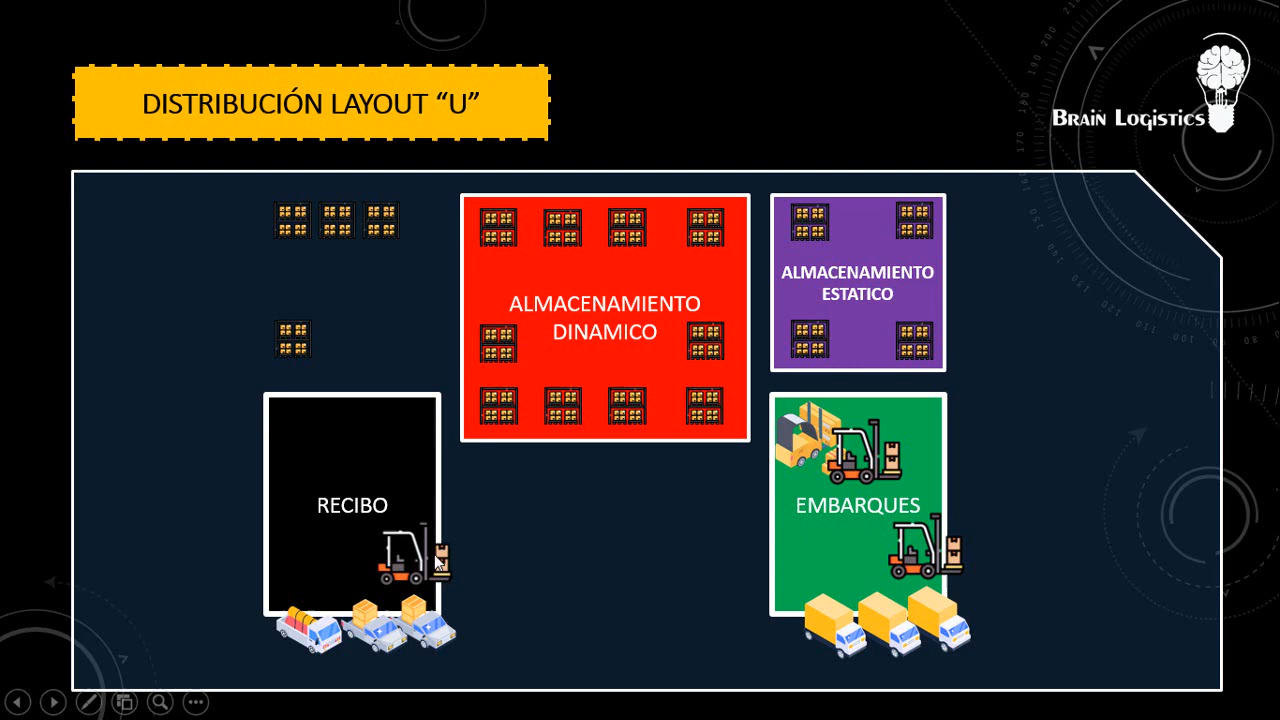 DISTRIBUCIÓN LAYOUT “U”
BRAIN LOGISTICS
ALMACENAMIENTO
DINAMICO
ALMACENAMIENTO
ESTATICO
RECIBO
EMBARQUES